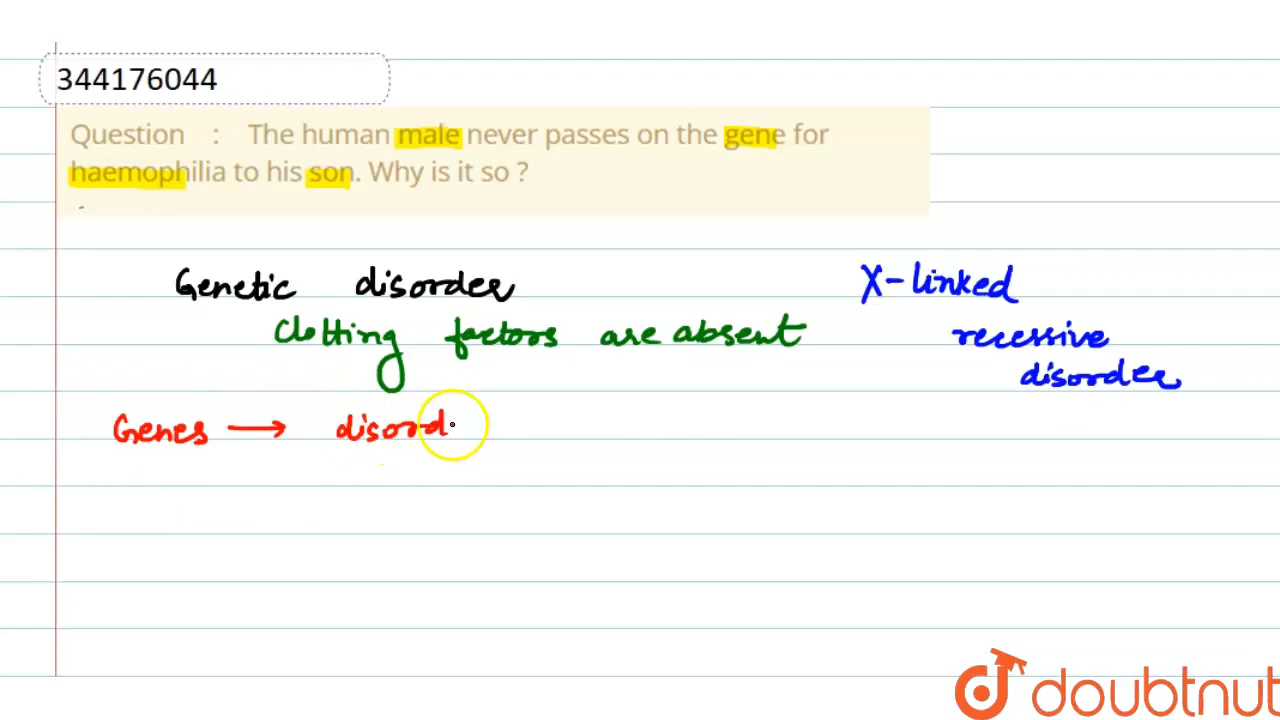 344176044
Question : The human male never passes on the gene for
haemophilia to his son. Why is it so ?
Genetic disorder
X-linked
Clotting factors are absent
recessive
disorder
Genes → disord
doubtnut